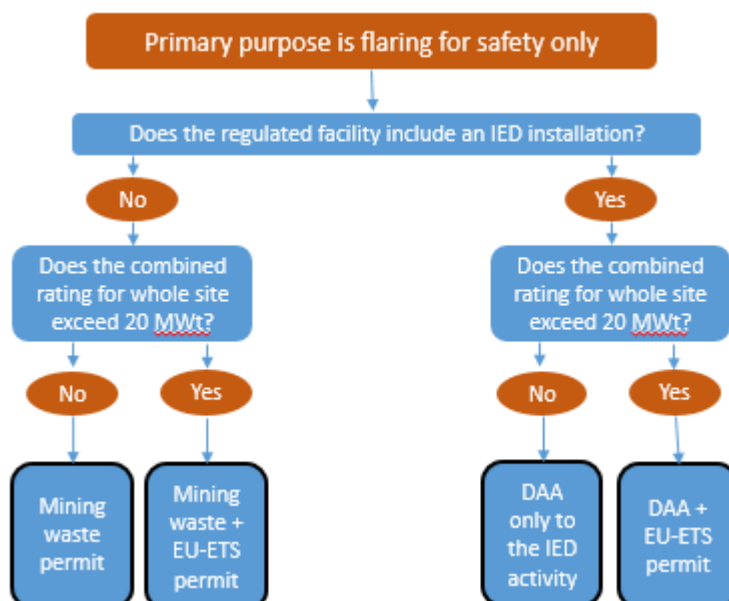 Primary purpose is flaring for safety only
Does the regulated facility include an IED installation?
No
Yes
Does the combined
rating for whole site
exceed 20 MWt?
Does the combined
rating for whole site
exceed 20 MWt?
No
Yes
No
Yes
Mining
waste
permit
Mining
waste +
EU-ETS
permit
DAA
only to
the IED
activity
DAA +
EU-ETS
permit